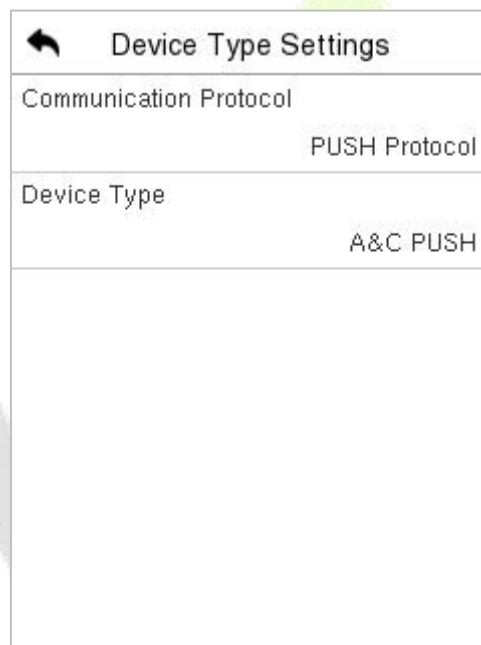 Device Type Settings
Communication Protocol
PUSH Protocol
Device Type
A&C PUSH